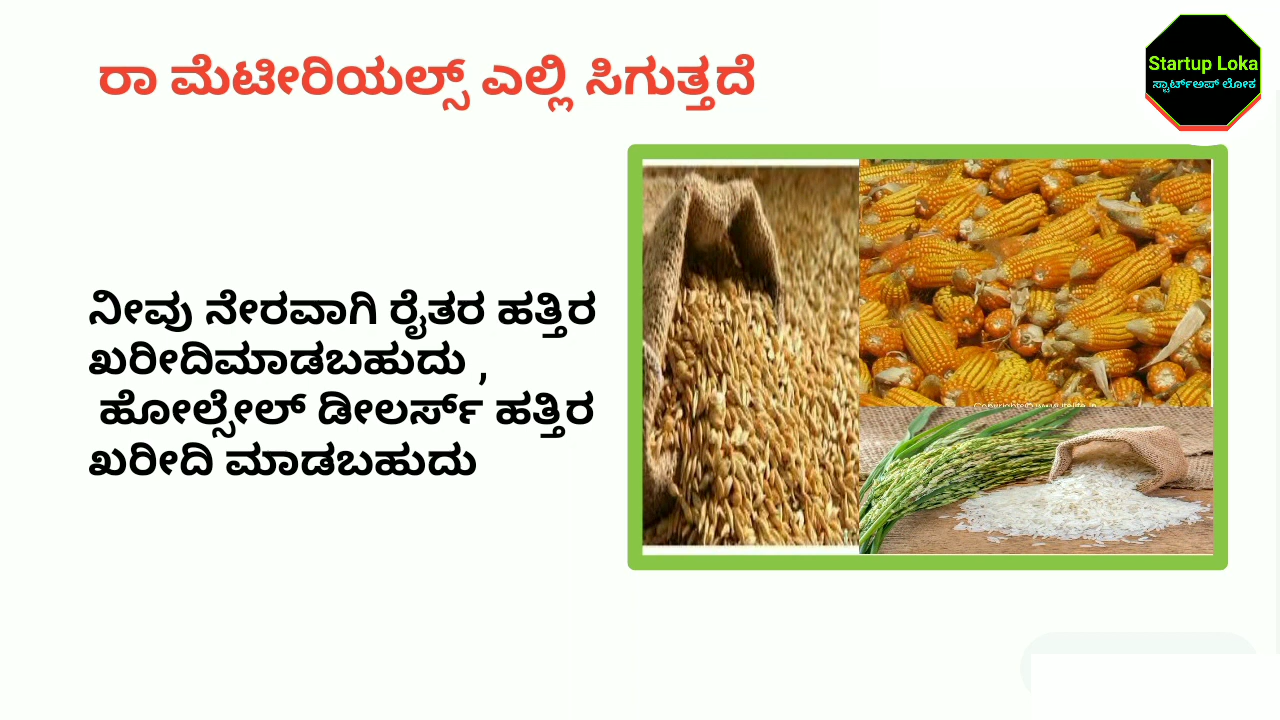 ರಾ ಮೆಟೀರಿಯಲ್ಸ್ ಎಲ್ಲಿ ಸಿಗುತ್ತದೆ
Startup Loka
ಸ್ಟಾರ್ಟ್ಅಪ್ ಲೋಕ
ನೀವು ನೇರವಾಗಿ ರೈತರ ಹತ್ತಿರ
ಖರೀದಿಮಾಡಬಹುದು ,
ಹೋಲ್ಸೇಲ್ ಡೀಲರ್ಸ್ ಹತ್ತಿರ
ಖರೀದಿ ಮಾಡಬಹುದು